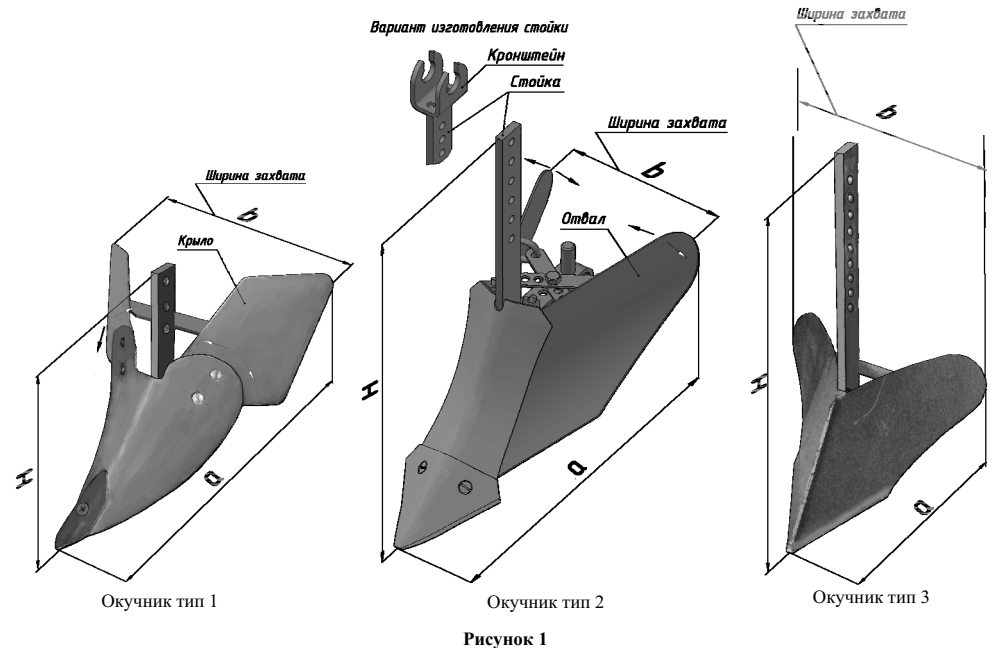 Вариант изготовления стойки
Кронштейн
Стойка
Ширина захвата
b
Крыло
H
a
Окучник тип 1
Ширина захвата
b
Отвал
H
a
Окучник тип 2
Ширина захвата
b
H
a
Окучник тип 3
Рисунок 1